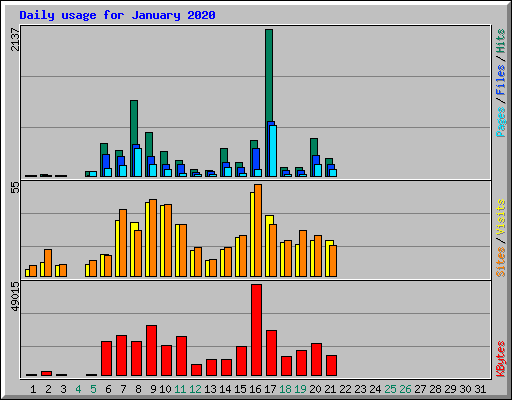 Daily usage for January 2020
2137
Pages / Files / Hits
55
Sites / Visits
49015
KBytes
1 2 3 4 5 6 7 8 9 10 11 12 13 14 15 16 17 18 19 20 21 22 23 24 25 26 27 28 29 30 31